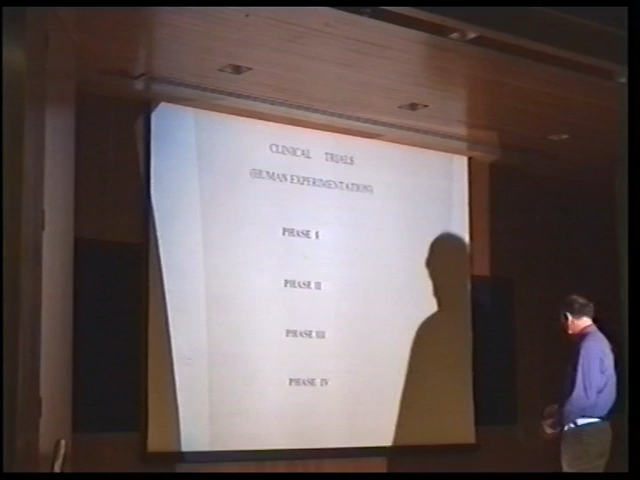 CLINICAL TRIALS
(HUMAN EXPERIMENTATION)
PHASE I
PHASE II
PHASE III
PHASE IV